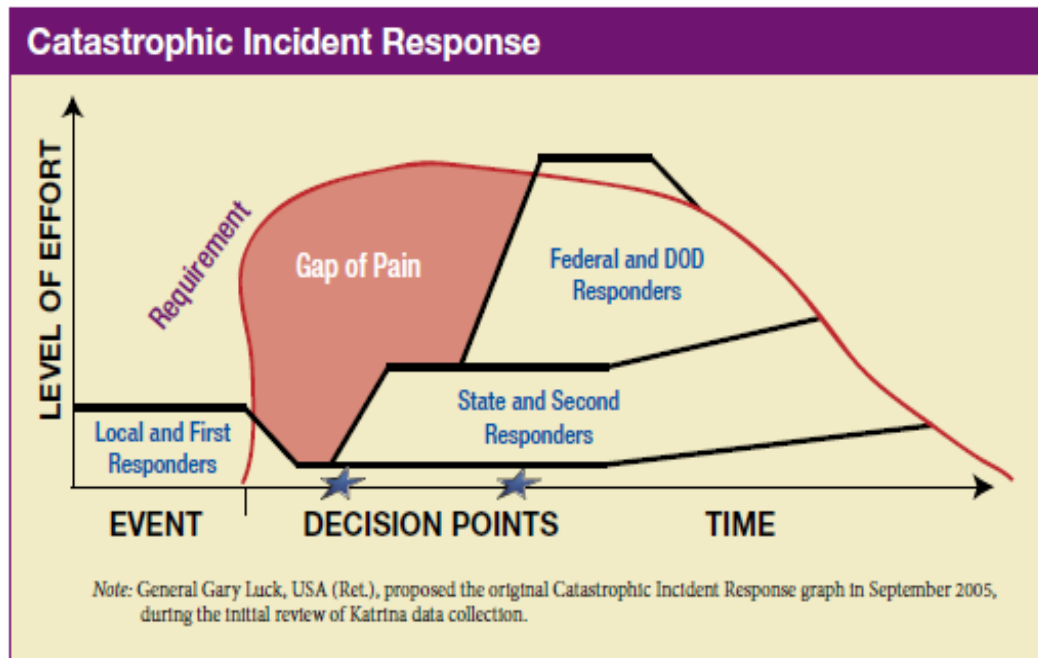 Catastrophic Incident Response
LEVEL OF EFFORT
Requirement
Gap of Pain
Federal and DOD
Responders
State and Second
Responders
Local and First
Responders
EVENT
DECISION POINTS
TIME
Note: General Gary Luck, USA (Ret.), proposed the original Catastrophic Incident Response graph in September 2005,
during the initial review of Katrina data collection.